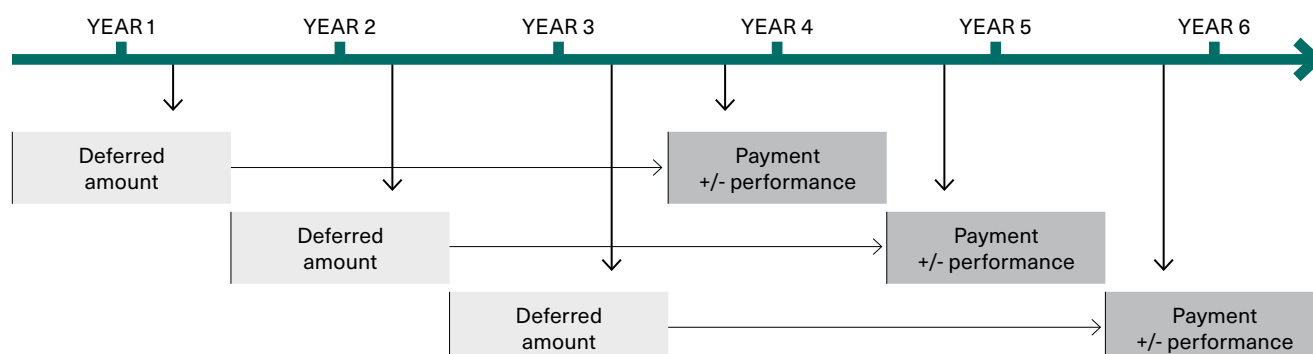 YEAR 1 YEAR 2 YEAR 3 YEAR 4 YEAR 5 YEAR 6
Deferred
amount
Payment
+/- performance
Deferred
amount
Payment
+/- performance
Deferred
amount
Payment
+/- performance